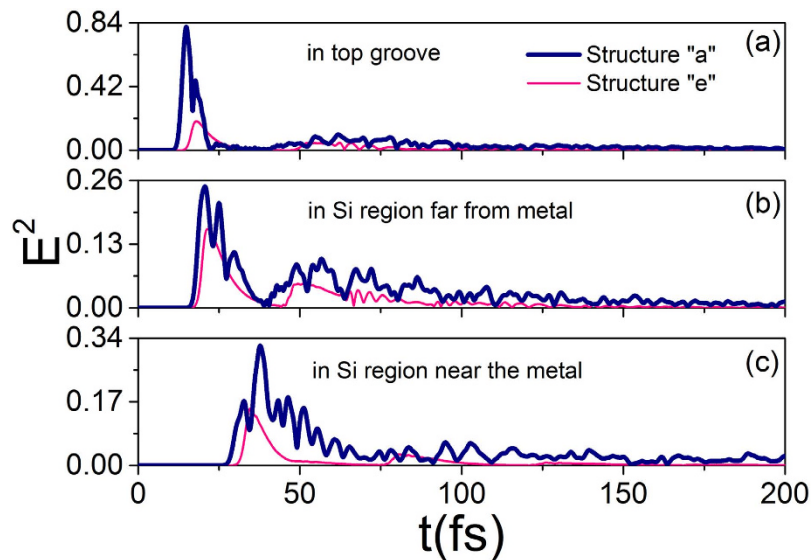 0.84
(a)
in top groove
Structure "a"
Structure "e"
0.42
0.00
0.26
(b)
in Si region far from metal
0.13
0.00
E²
0.34
(c)
in Si region near the metal
0.17
0.00
0 50 100 150 200
t(fs)